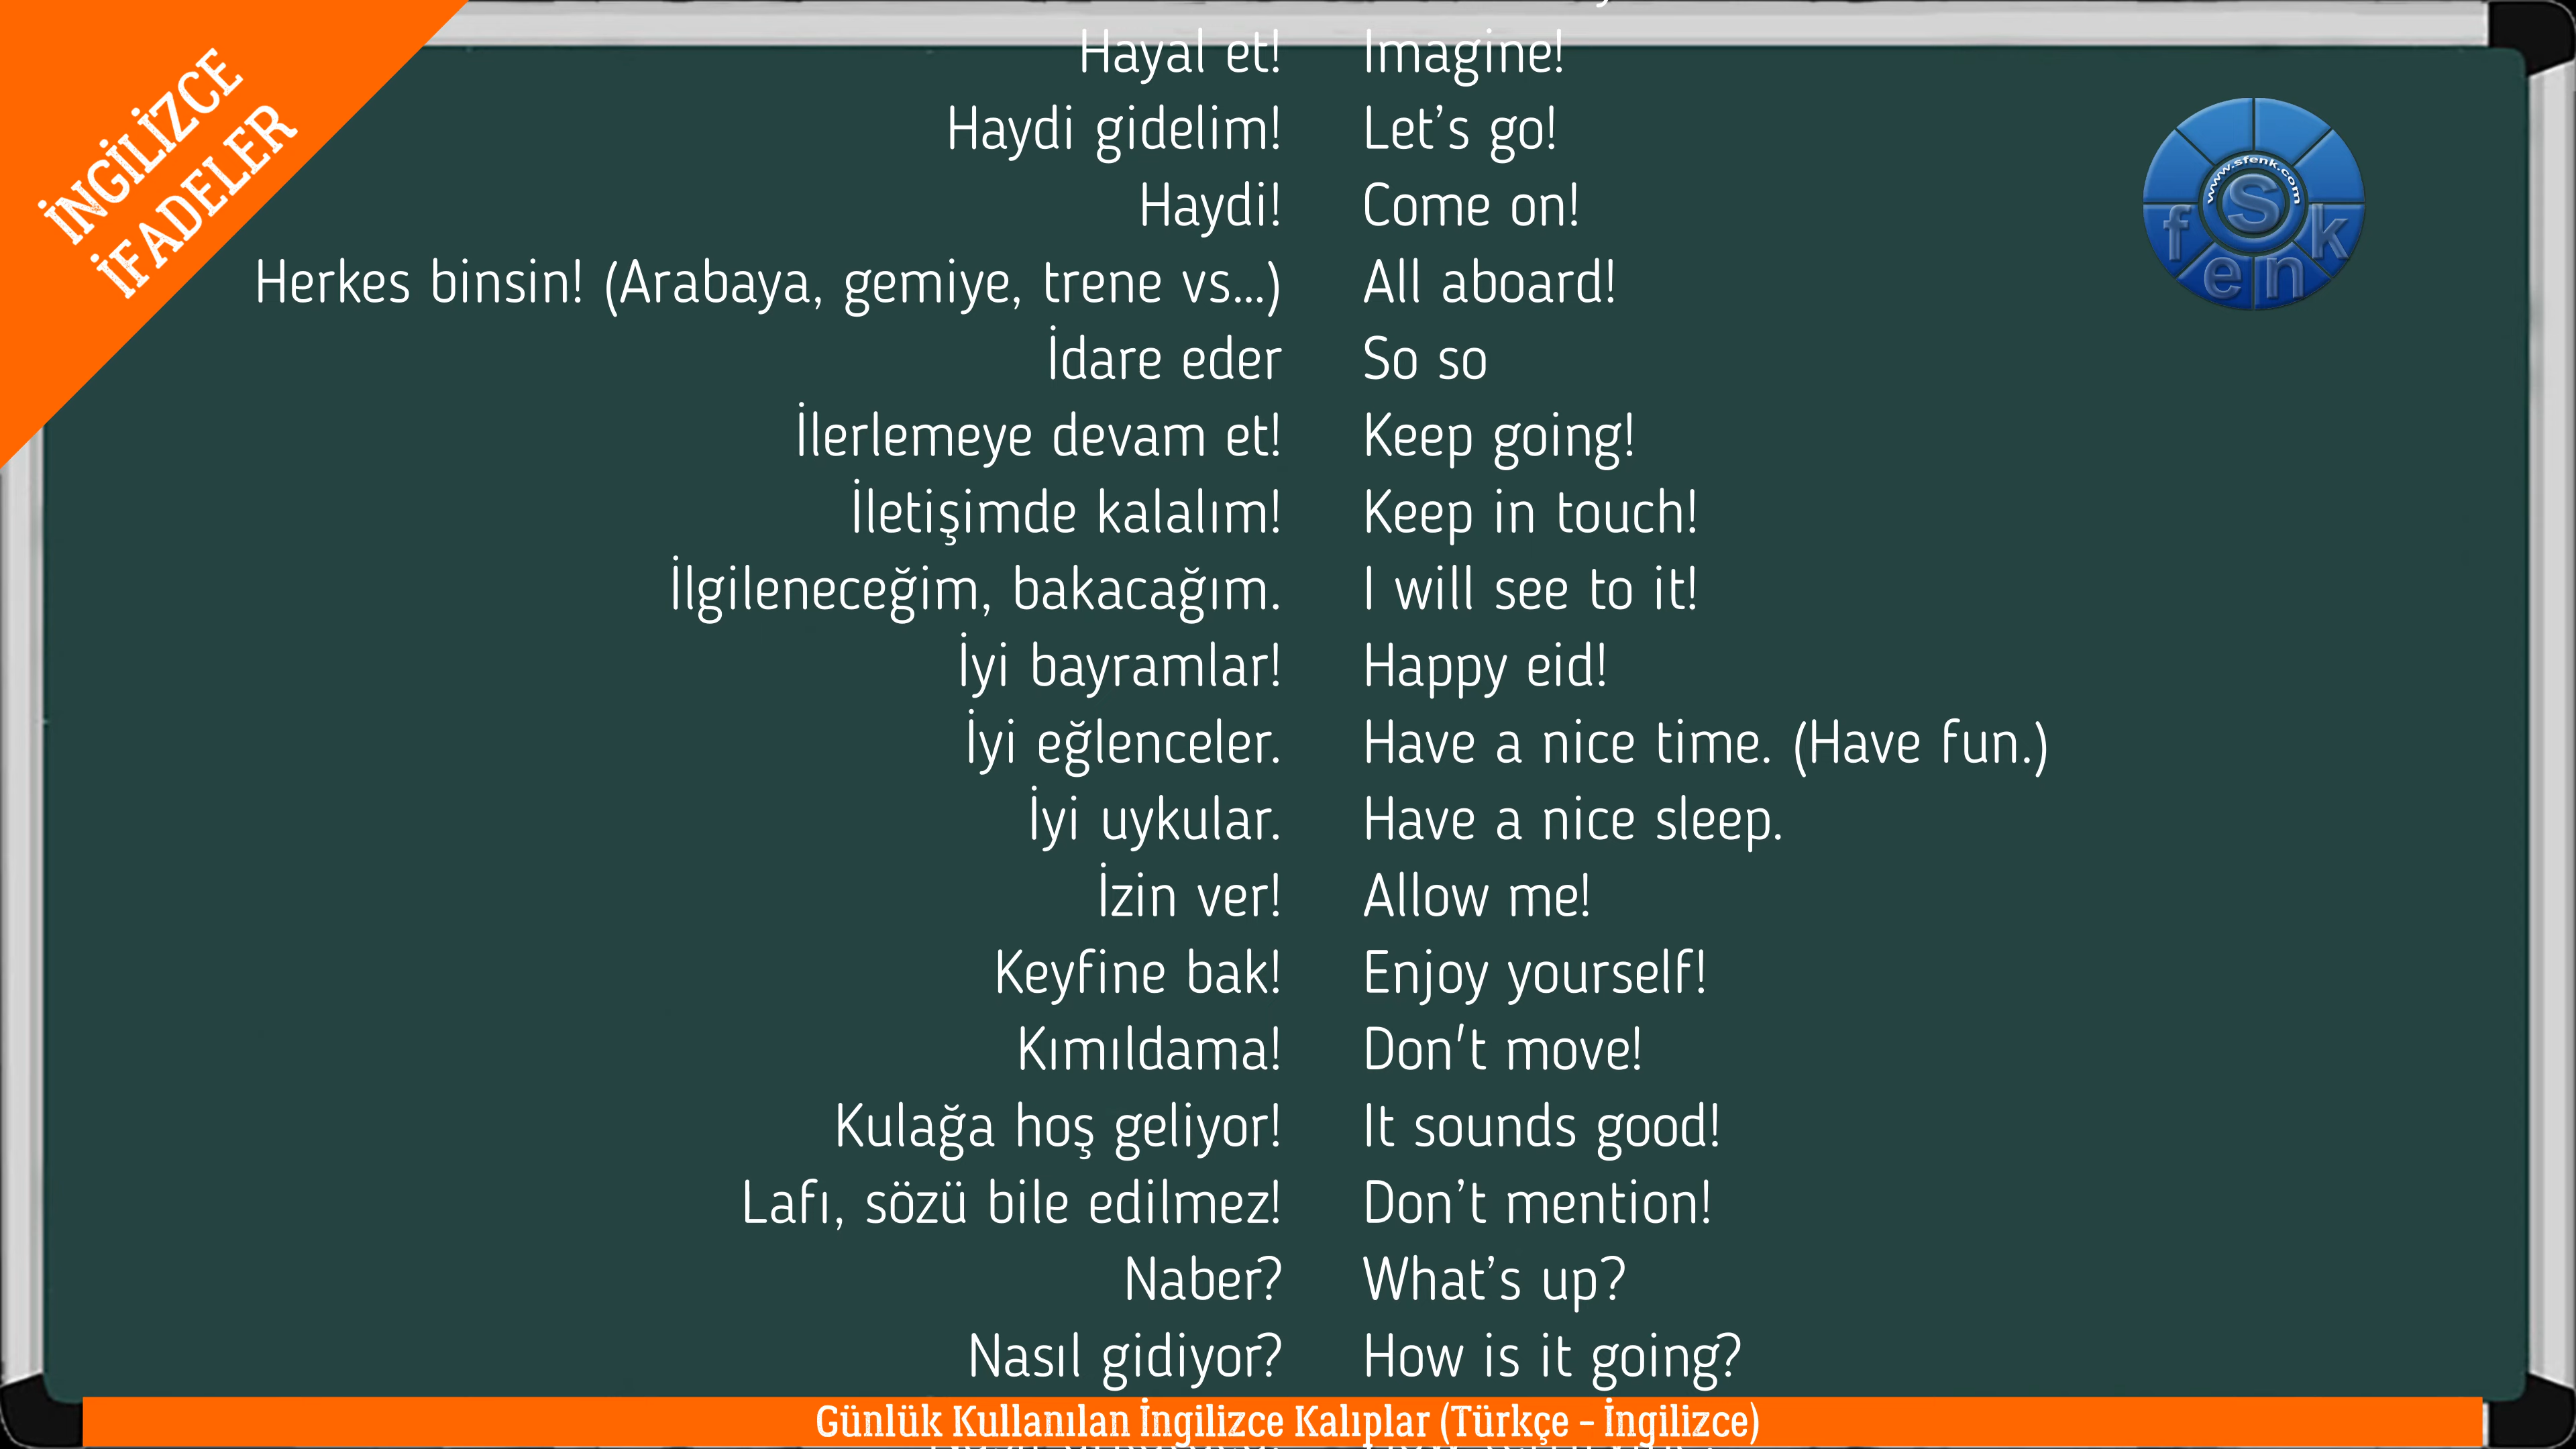 İNGİLİZCE
İFADELER
www.sfenk.com
S
f e n k
Hayal et! Imagine!
Haydi gidelim! Let’s go!
Haydi! Come on!
Herkes binsin! (Arabaya, gemiye, trene vs...) All aboard!
İdare eder So so
İlerlemeye devam et! Keep going!
İletişimde kalalım! Keep in touch!
İlgileneceğim, bakacağım. I will see to it!
İyi bayramlar! Happy eid!
İyi eğlenceler. Have a nice time. (Have fun.)
İyi uykular. Have a nice sleep.
İzin ver! Allow me!
Keyfine bak! Enjoy yourself!
Kımıldama! Don't move!
Kulağa hoş geliyor! It sounds good!
Lafı, sözü bile edilmez! Don’t mention!
Naber? What’s up?
Nasıl gidiyor? How is it going?
Günlük Kullanılan İngilizce Kalıplar (Türkçe – İngilizce)